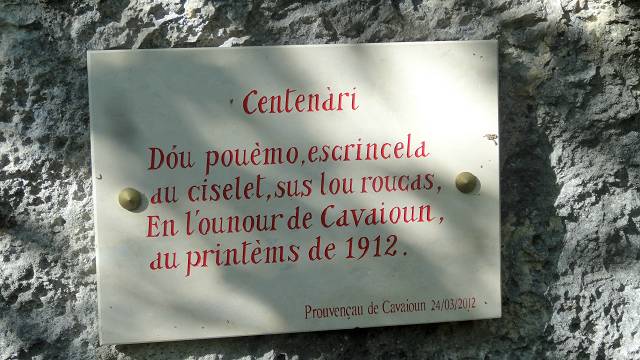 Centenàri
Dóu pouèmo, escrincela
au ciselet, sus lou roucas,
En l'ounour de Cavaioun,
au printèms de 1912.
Prouvençau de Cavaioun 24/03/2012